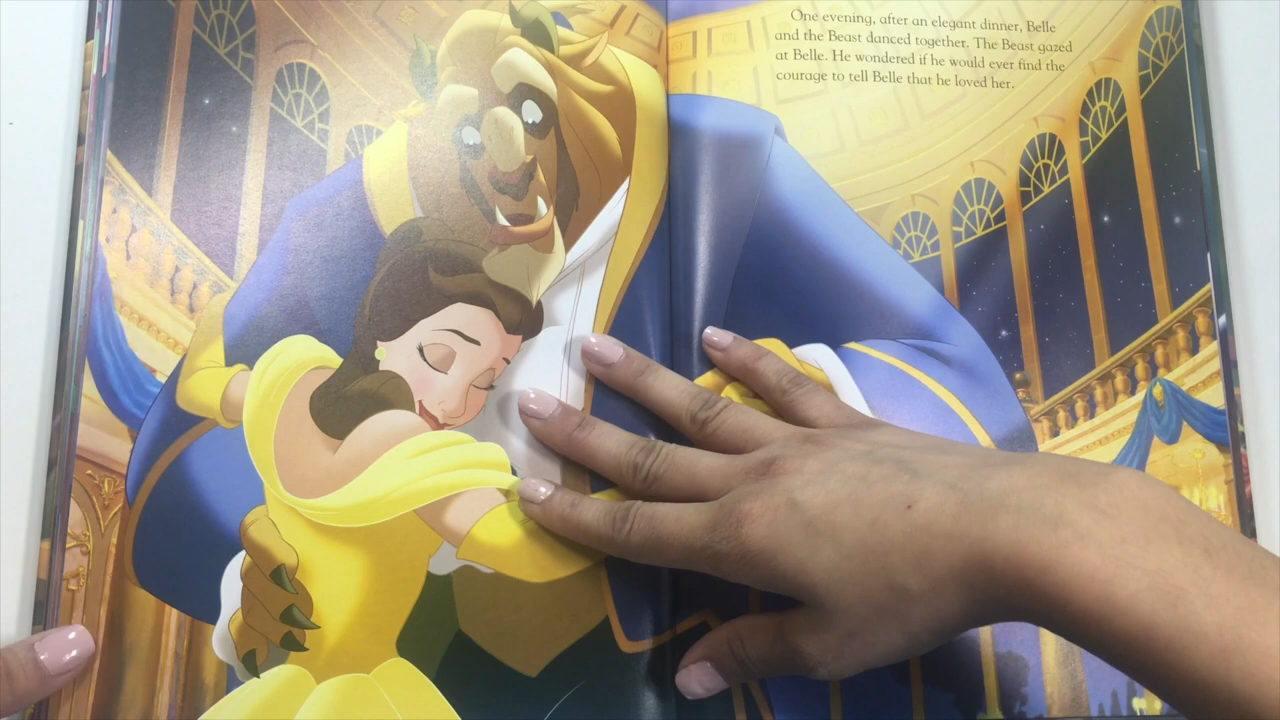 One evening, after an elegant dinner, Belle
and the Beast danced together. The Beast gazed
at Belle. He wondered if he would ever find the
courage to tell Belle that he loved her.